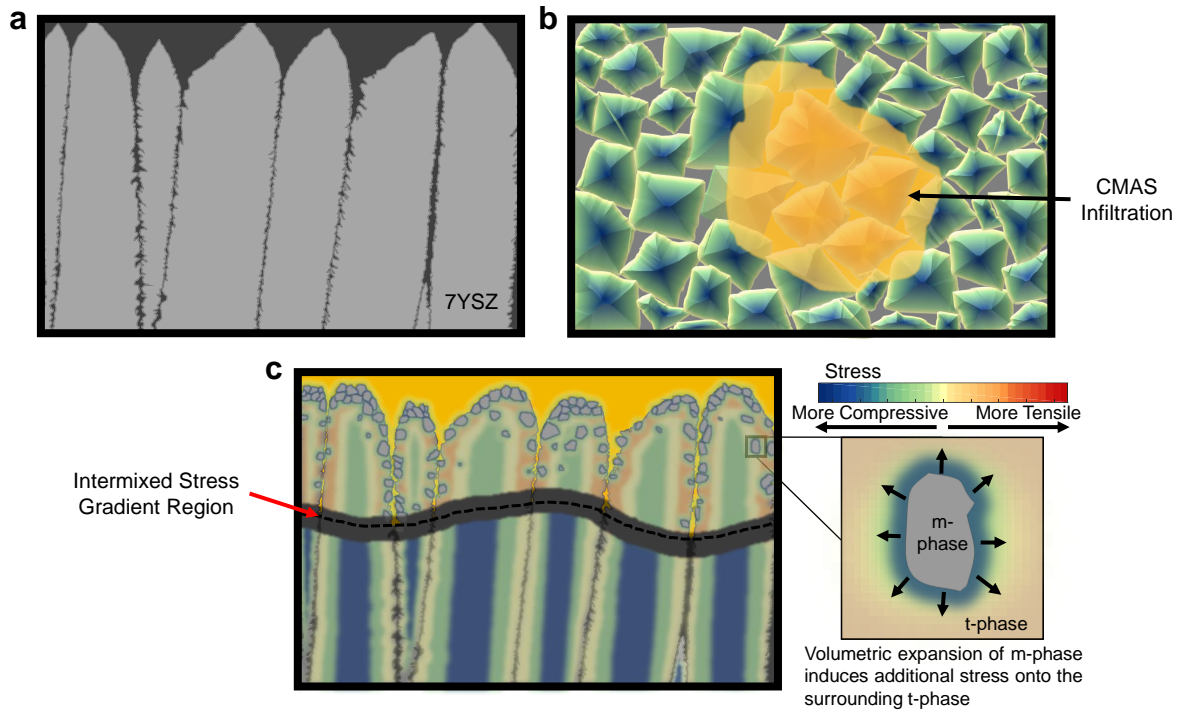 a
7YSZ
b
CMAS
Infiltration
c
Intermixed Stress
Gradient Region
Stress
More Compressive
More Tensile
m-
phase
t-phase
Volumetric expansion of m-phase
induces additional stress onto the
surrounding t-phase